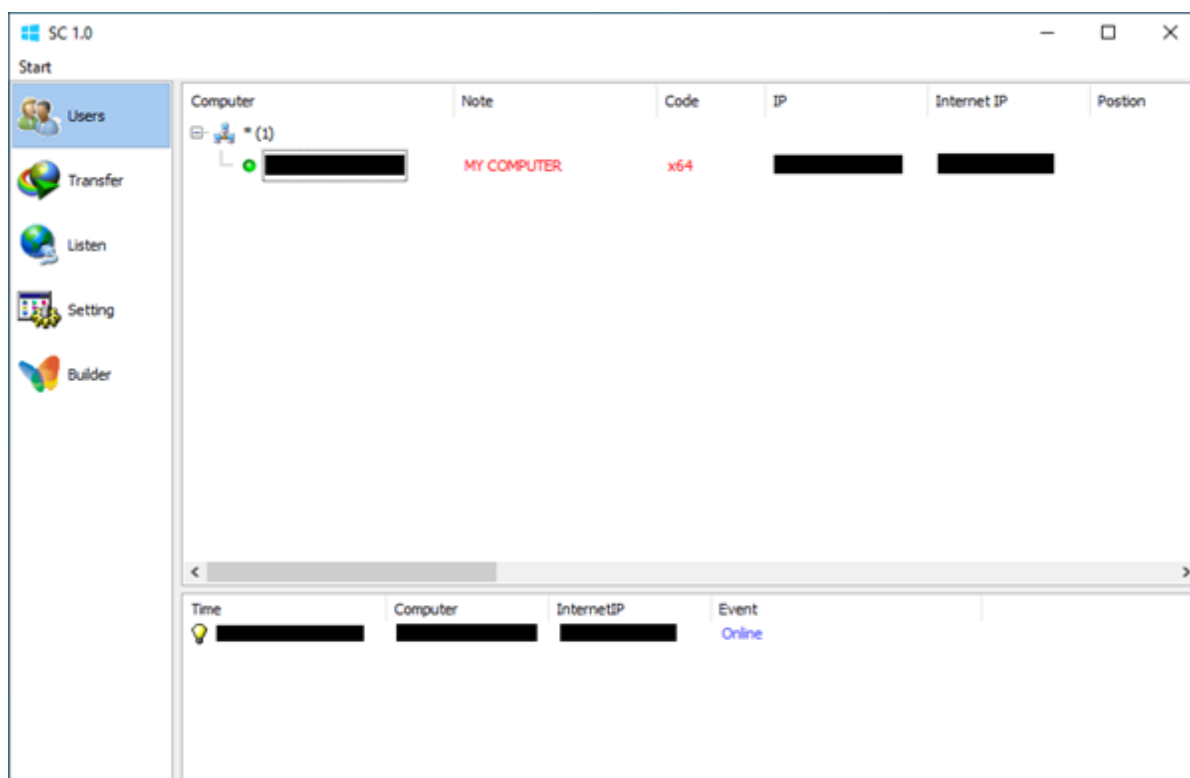 SC 1.0
Start
Users
Transfer
Listen
Setting
Builder
Computer Note Code IP Internet IP Postion
* (1)
MY COMPUTER x64
Time Computer InternetIP Event
Online